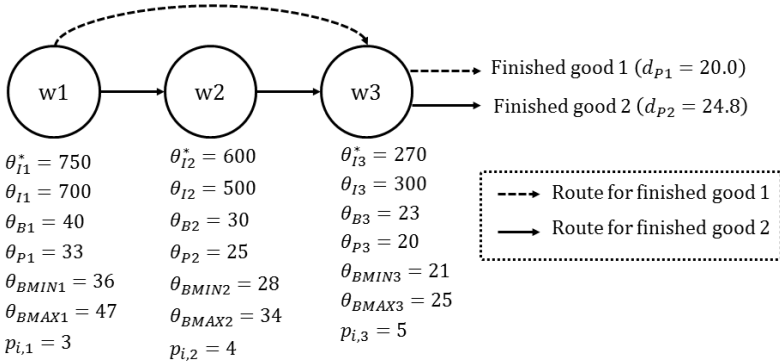 w1
w2
w3
Finished good 1 (d_{P1} = 20.0)
Finished good 2 (d_{P2} = 24.8)
θ*_{I1} = 750
θ_{I1} = 700
θ_{B1} = 40
θ_{P1} = 33
θ_{BMIN1} = 36
θ_{BMAX1} = 47
p_{i,1} = 3
θ*_{I2} = 600
θ_{I2} = 500
θ_{B2} = 30
θ_{P2} = 25
θ_{BMIN2} = 28
θ_{BMAX2} = 34
p_{i,2} = 4
θ*_{I3} = 270
θ_{I3} = 300
θ_{B3} = 23
θ_{P3} = 20
θ_{BMIN3} = 21
θ_{BMAX3} = 25
p_{i,3} = 5
Route for finished good 1
Route for finished good 2